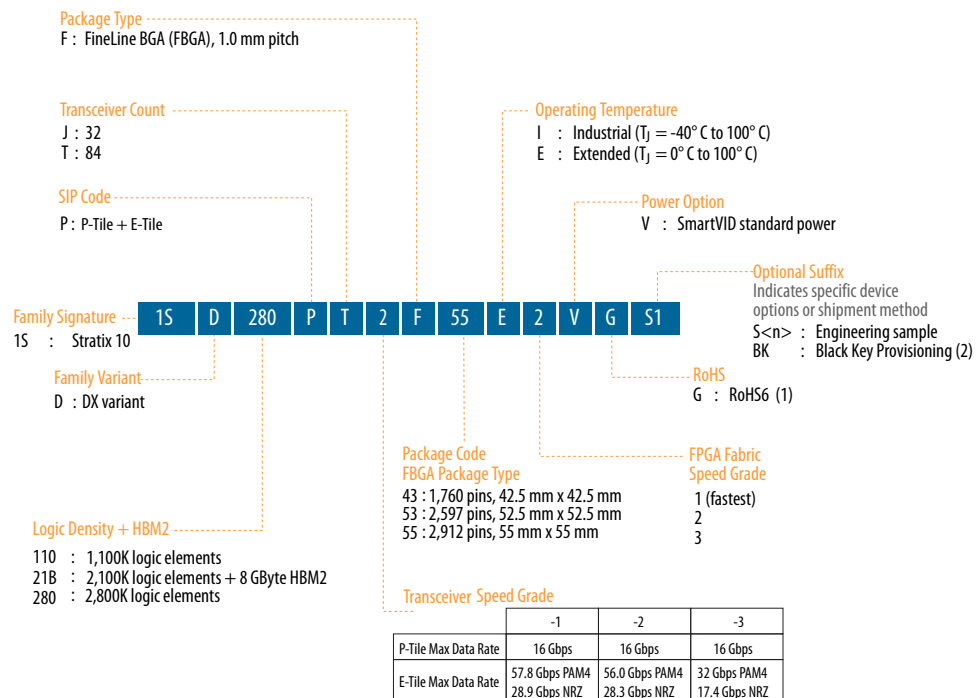 Package Type
F : FineLine BGA (FBGA), 1.0 mm pitch
Transceiver Count
J : 32
T : 84
Operating Temperature
I : Industrial (TJ = -40° C to 100° C)
E : Extended (TJ = 0° C to 100° C)
SIP Code
P : P-Tile + E-Tile
Power Option
V : SmartVID standard power
Optional Suffix
Indicates specific device
options or shipment method
S<n> : Engineering sample
BK : Black Key Provisioning (2)
Family Signature
1S : Stratix 10
1S D 280 P T 2 F 55 E 2 V G S1
Family Variant
D : DX variant
RoHS
G : RoHS6 (1)
Package Code
FBGA Package Type
43 : 1,760 pins, 42.5 mm x 42.5 mm
53 : 2,597 pins, 52.5 mm x 52.5 mm
55 : 2,912 pins, 55 mm x 55 mm
FPGA Fabric
Speed Grade
1 (fastest)
2
3
Logic Density + HBM2
110 : 1,100K logic elements
21B : 2,100K logic elements + 8 GByte HBM2
280 : 2,800K logic elements
Transceiver Speed Grade
-1 -2 -3
P-Tile Max Data Rate 16 Gbps 16 Gbps 16 Gbps
E-Tile Max Data Rate 57.8 Gbps PAM4 56.0 Gbps PAM4 32 Gbps PAM4
28.9 Gbps NRZ 28.3 Gbps NRZ 17.4 Gbps NRZ